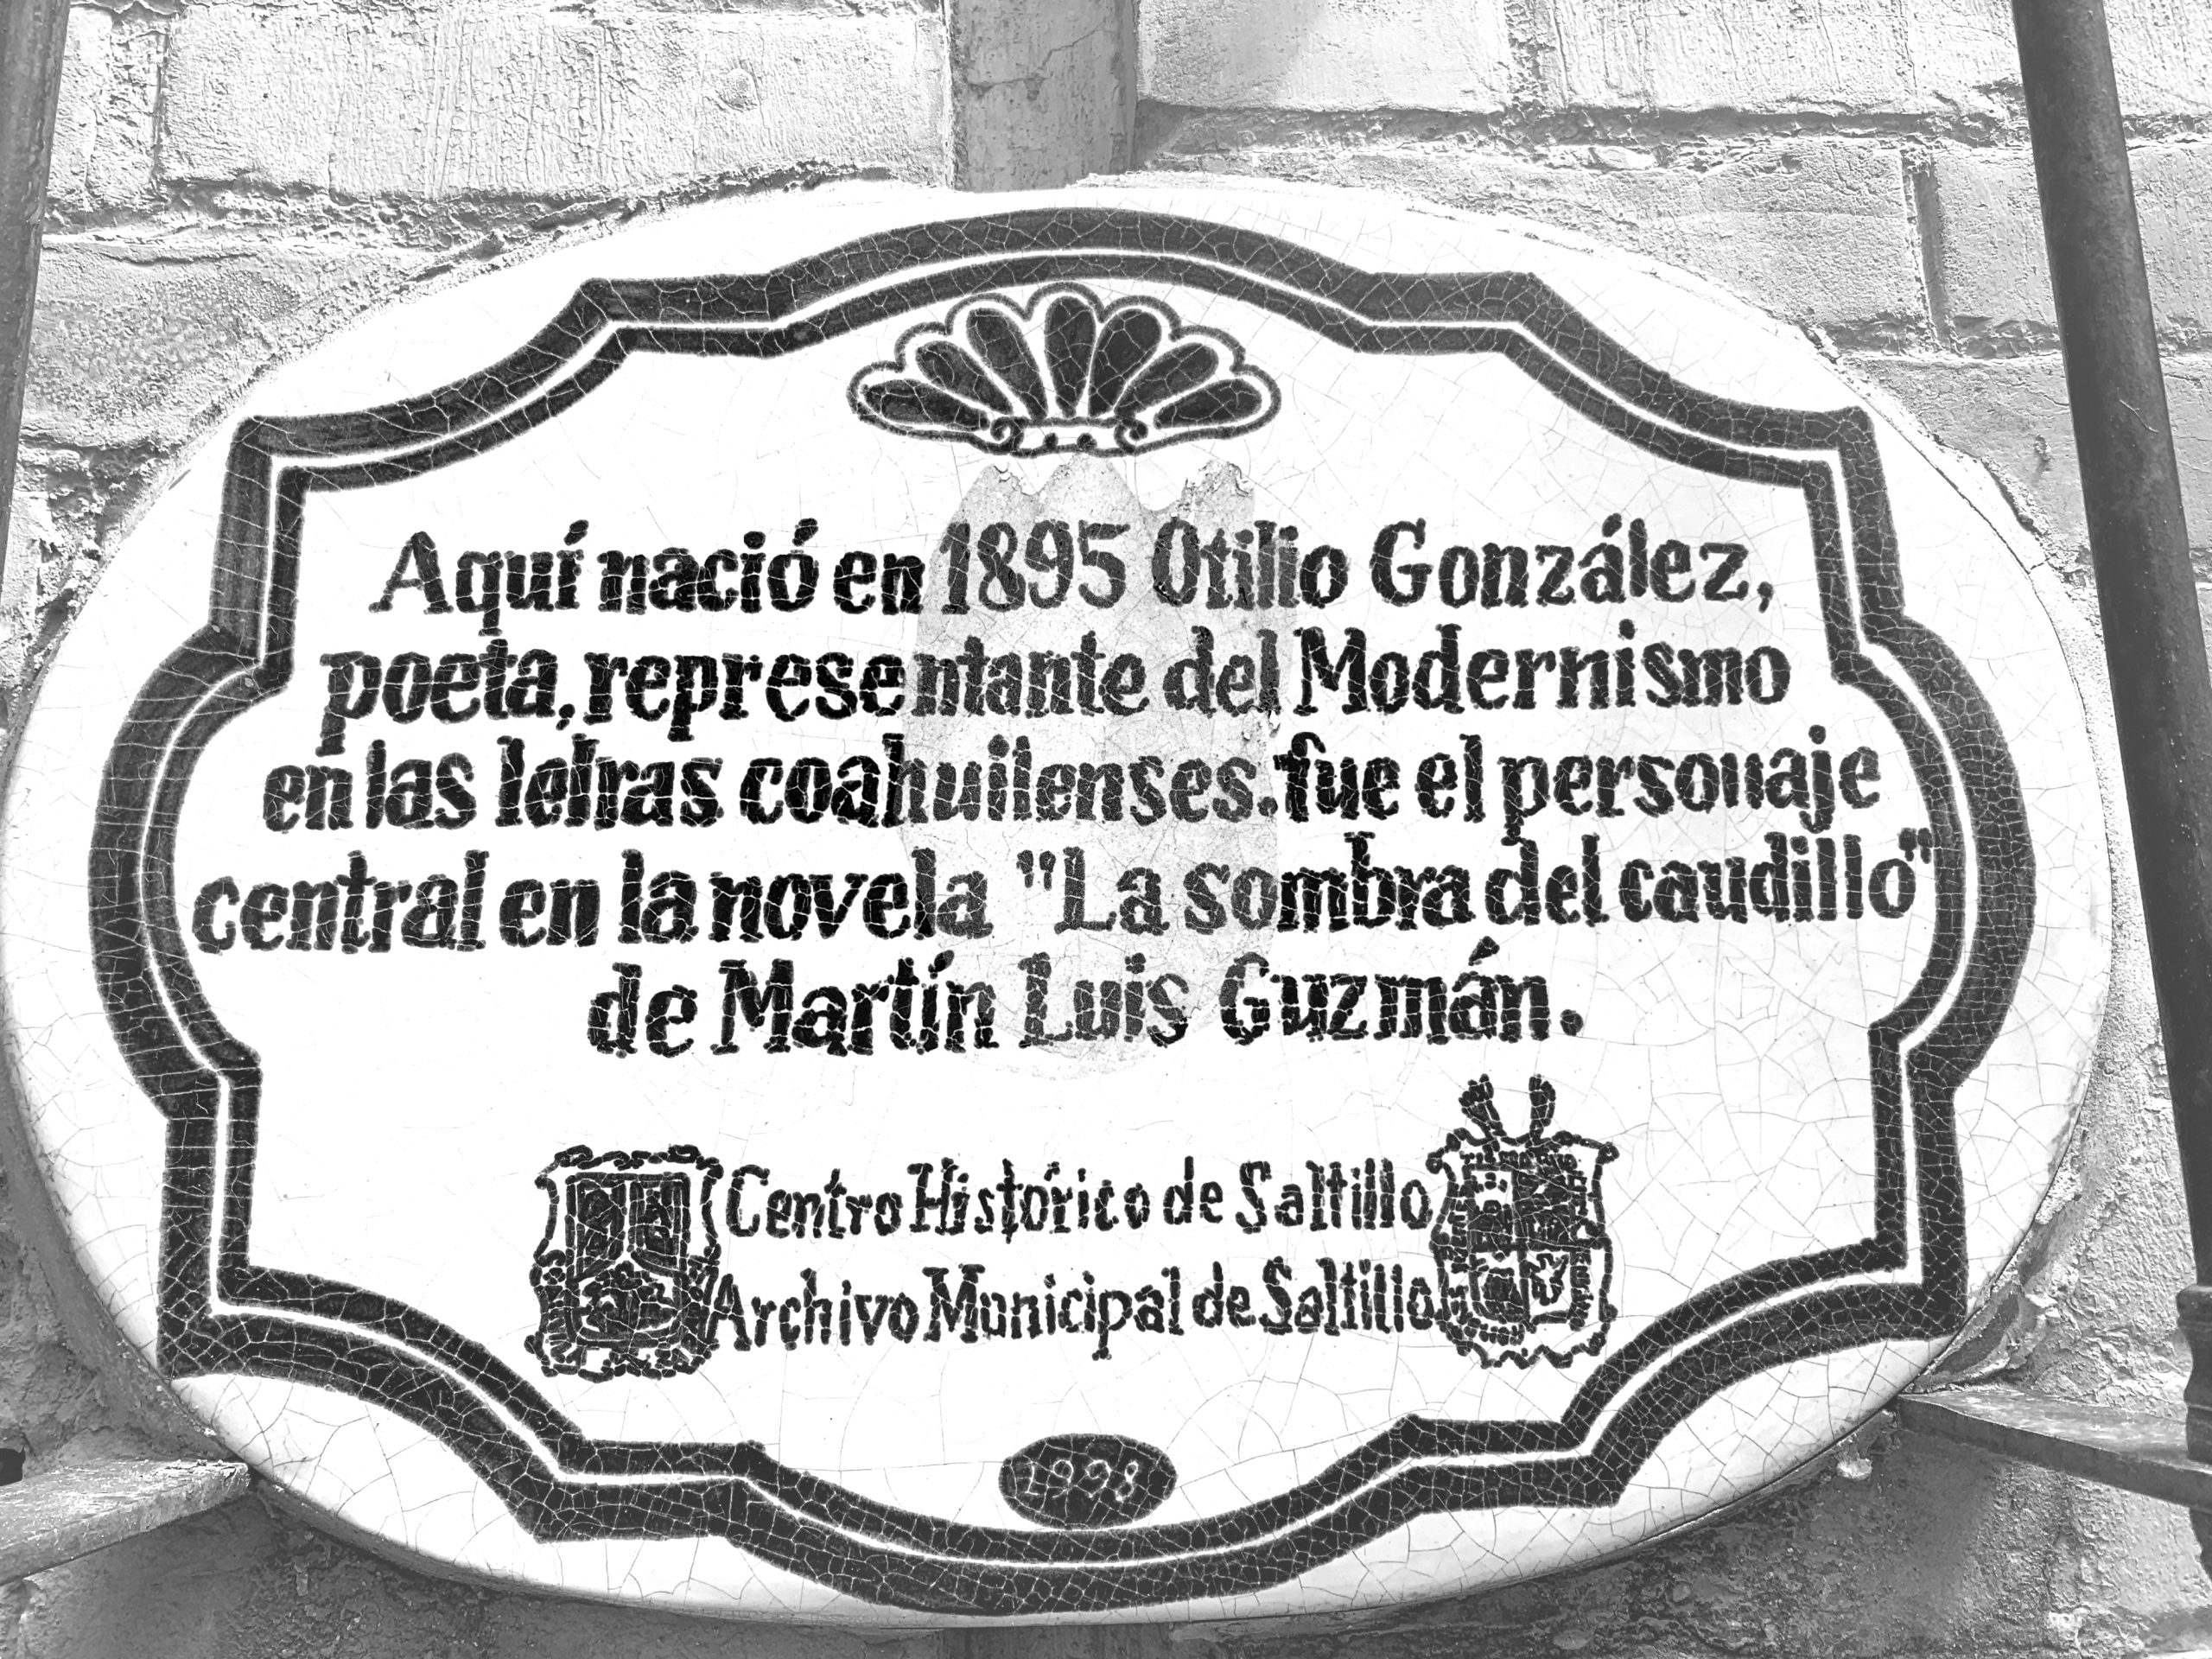 Aquí nació en 1895 Otilio González,
poeta, representante del Modernismo
en las letras coahuilenses. fue el personaje
central en la novela "La sombra del caudillo"
de Martín Luis Guzmán.
Centro Histórico de Saltillo
Archivo Municipal de Saltillo
1998